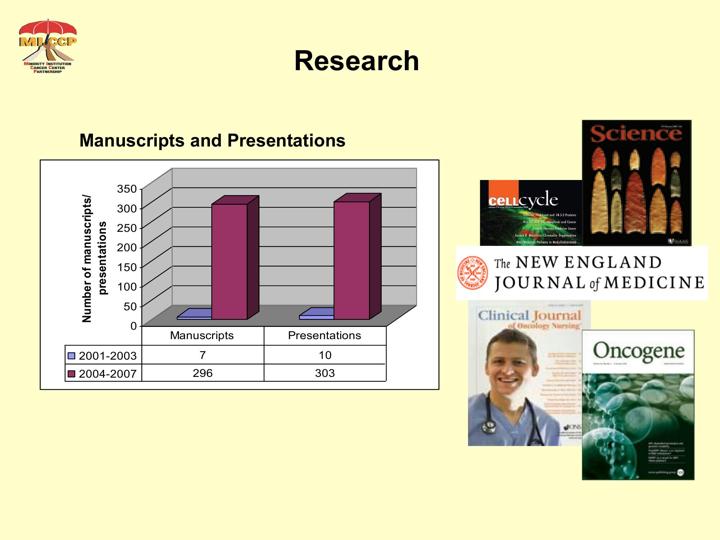 MI/CCP
Minority Institution
Cancer Center
Partnership
Research
Manuscripts and Presentations
Number of manuscripts/
presentations
350
300
250
200
150
100
50
0
Manuscripts Presentations
2001-2003 7 10
2004-2007 296 303
Science
CELLCycle
The NEW ENGLAND
JOURNAL of MEDICINE
Clinical Journal
of Oncology Nursing
Oncogene